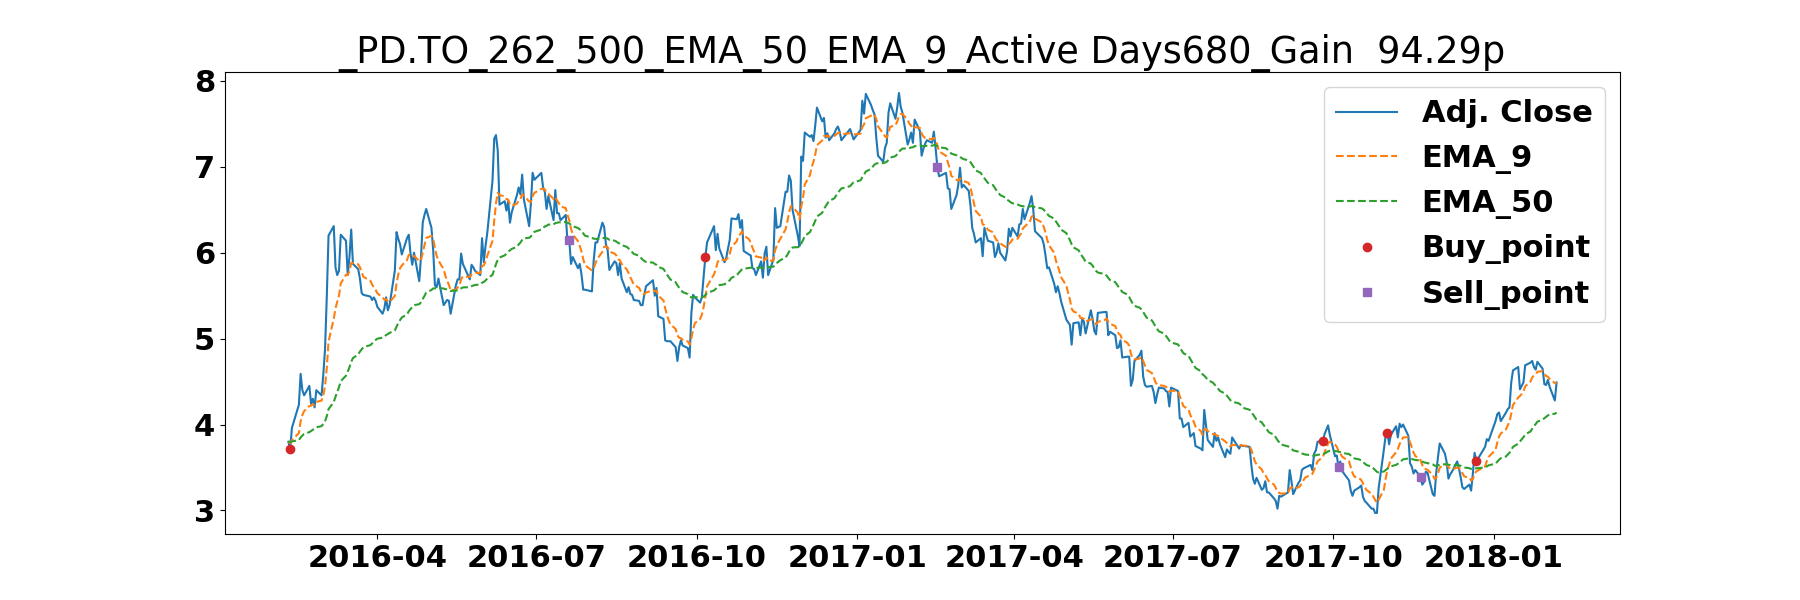 _PD.TO_262_500_EMA_50_EMA_9_Active Days680_Gain  94.29p
8
7
6
5
4
3
Adj. Close
EMA_9
EMA_50
Buy_point
Sell_point
2016-04 2016-07 2016-10 2017-01 2017-04 2017-07 2017-10 2018-01